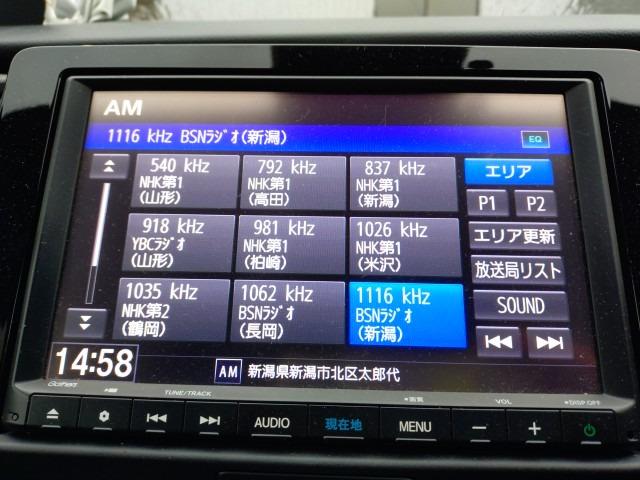 AM
1116 kHz BSNﾗｼﾞｵ(新潟)
EQ
540 kHz
NHK第1
(山形)
792 kHz
NHK第1
(高田)
837 kHz
NHK第1
(新潟)
エリア
P1
P2
918 kHz
YBCﾗｼﾞｵ
(山形)
981 kHz
NHK第1
(柏崎)
1026 kHz
NHK第1
(米沢)
エリア更新
放送局リスト
1035 kHz
NHK第2
(鶴岡)
1062 kHz
BSNﾗｼﾞｵ
(長岡)
1116 kHz
BSNﾗｼﾞｵ
(新潟)
SOUND
14:58
AM 新潟県新潟市北区太郎代
Gathers
TUNE/TRACK
画質
VOL
DISP OFF
AUDIO
現在地
MENU